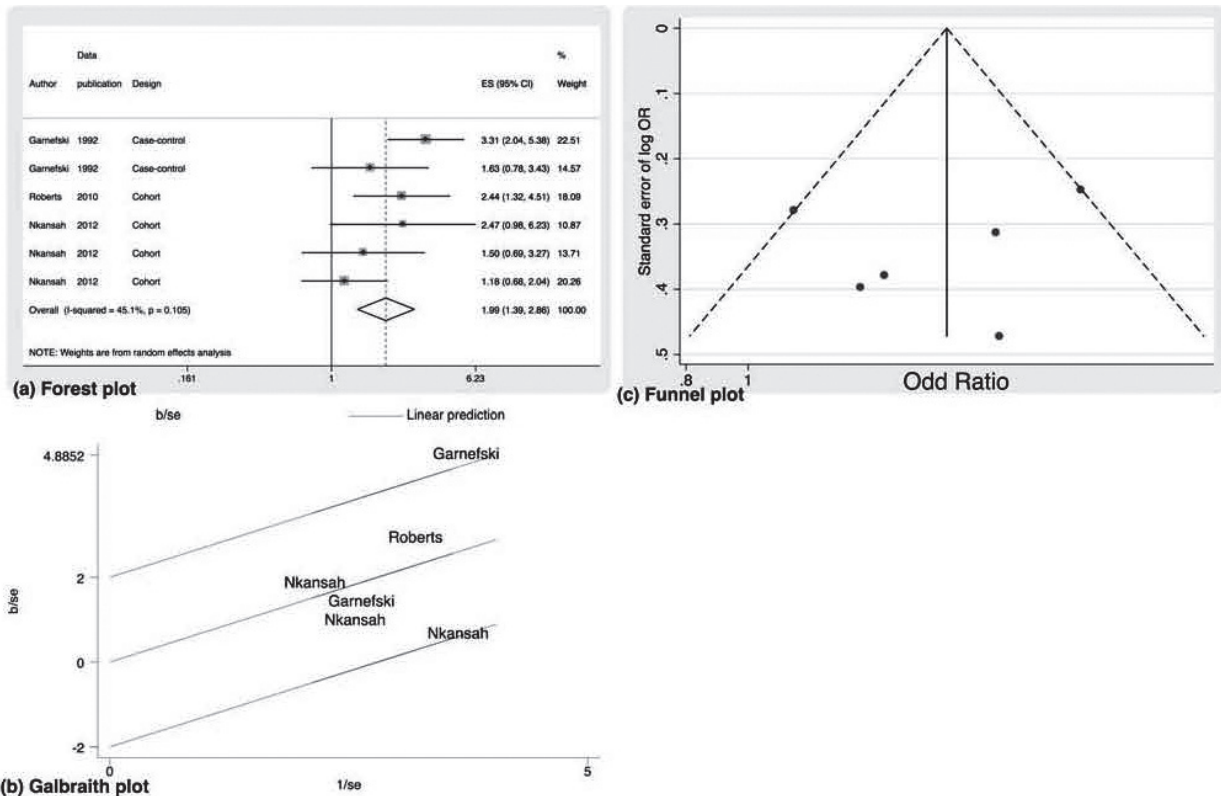 Data %
Author publication Design ES (95% CI) Weight
Garnefski 1992 Case-control 3.31 (2.04, 5.38) 22.51
Garnefski 1992 Case-control 1.63 (0.78, 3.43) 14.57
Roberts 2010 Cohort 2.44 (1.32, 4.51) 18.09
Nkansah 2012 Cohort 2.47 (0.98, 6.23) 10.87
Nkansah 2012 Cohort 1.50 (0.69, 3.27) 13.71
Nkansah 2012 Cohort 1.18 (0.68, 2.04) 20.26
Overall (I-squared = 45.1%, p = 0.105) 1.99 (1.39, 2.86) 100.00
NOTE: Weights are from random effects analysis
.161 1 6.23
(a) Forest plot
Standard error of log OR
0
.1
.2
.3
.4
.5
.8 1
Odd Ratio
(c) Funnel plot
b/se Linear prediction
4.8852
2
0
-2
b/se
Garnefski
Roberts
Nkansah
Garnefski
Nkansah
Nkansah
0 5
1/se
(b) Galbraith plot